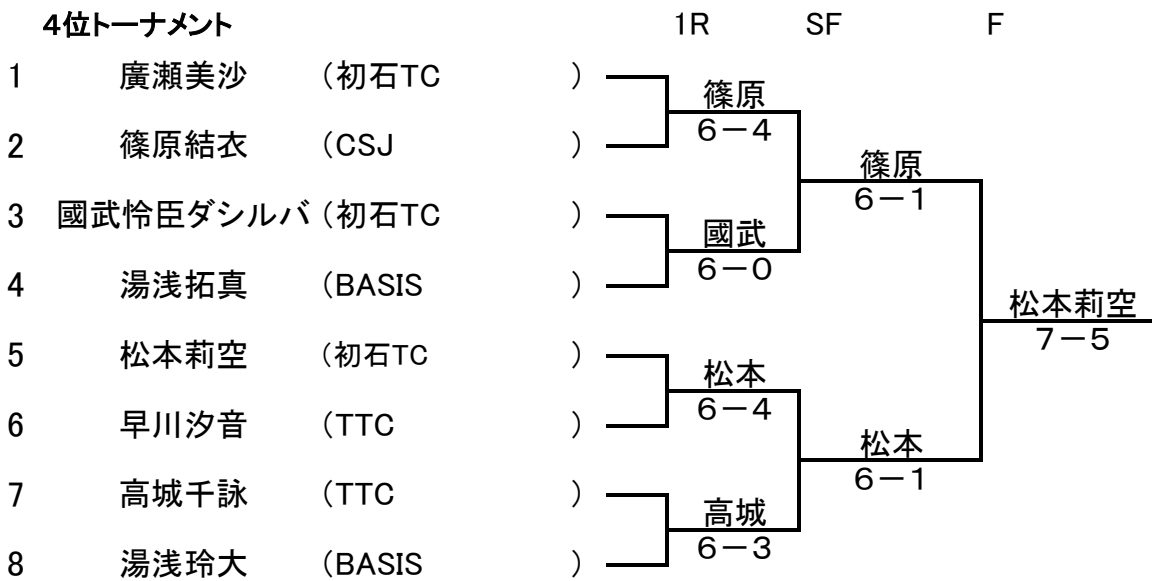 ４位トーナメント 1R SF F
1 廣瀬美沙 （初石TC ）
篠原
６－４
2 篠原結衣 （CSJ ）
篠原
６－１
3 國武怜臣ダシルバ （初石TC ）
國武
６－０
4 湯浅拓真 （BASIS ）
松本莉空
７－５
5 松本莉空 （初石TC ）
松本
６－４
6 早川汐音 （TTC ）
松本
６－１
7 高城千詠 （TTC ）
高城
６－３
8 湯浅玲大 （BASIS ）